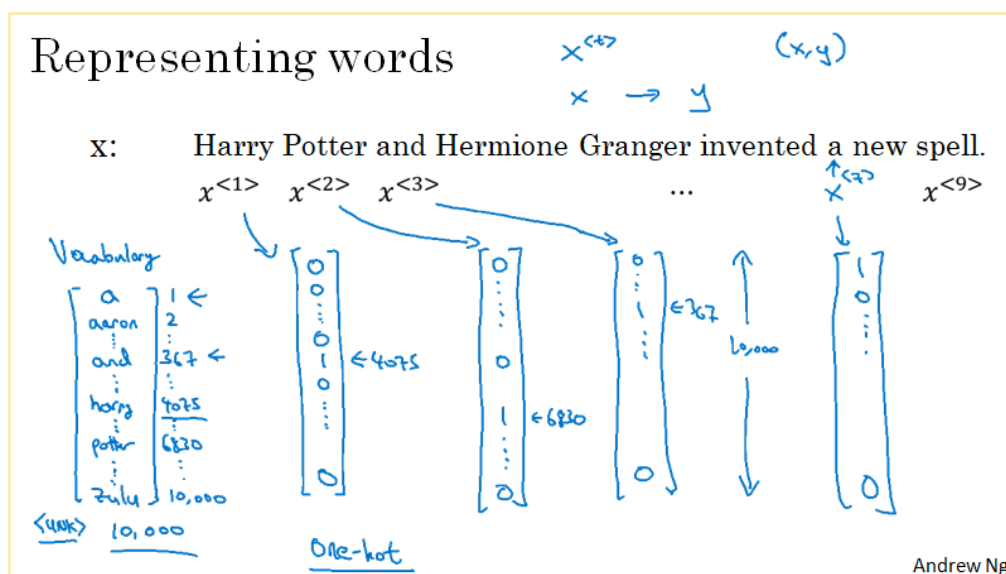 Representing words x<t> (x,y)
x → y
x: Harry Potter and Hermione Granger invented a new spell.
x<1> x<2> x<3> ... x<7> x<9>
Vocabulary
a 1 ←
aaron 2
and 367 ←
harry 4075
potter 6830
zulu 10,000
<UNK> 10,000
0
0
0
1 ← 4075
0
0
0
0
1 ← 6830
0
0
1 ← 367
0
10,000
1
0
0
One-hot
Andrew Ng